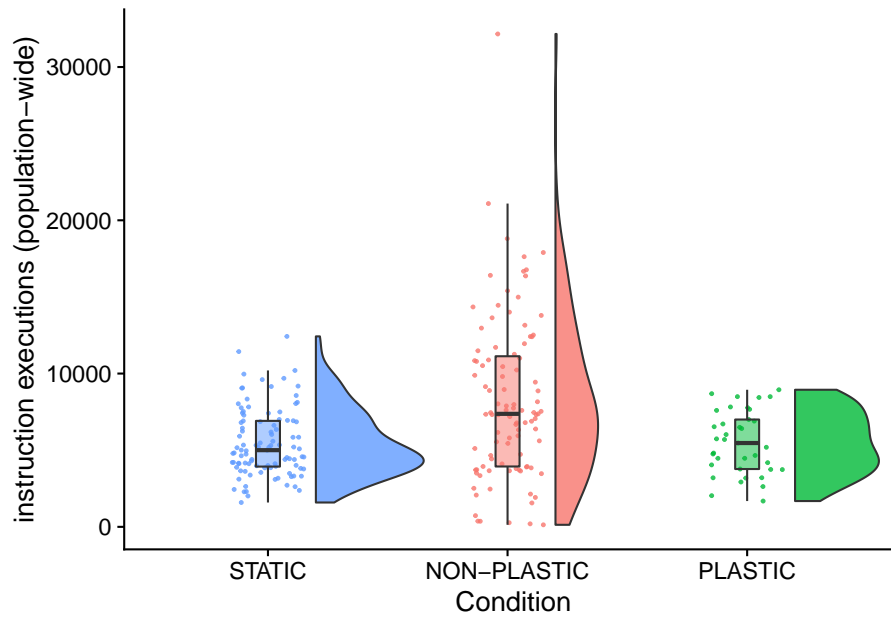 instruction executions (population−wide)
30000
20000
10000
0
STATIC
NON−PLASTIC
PLASTIC
Condition